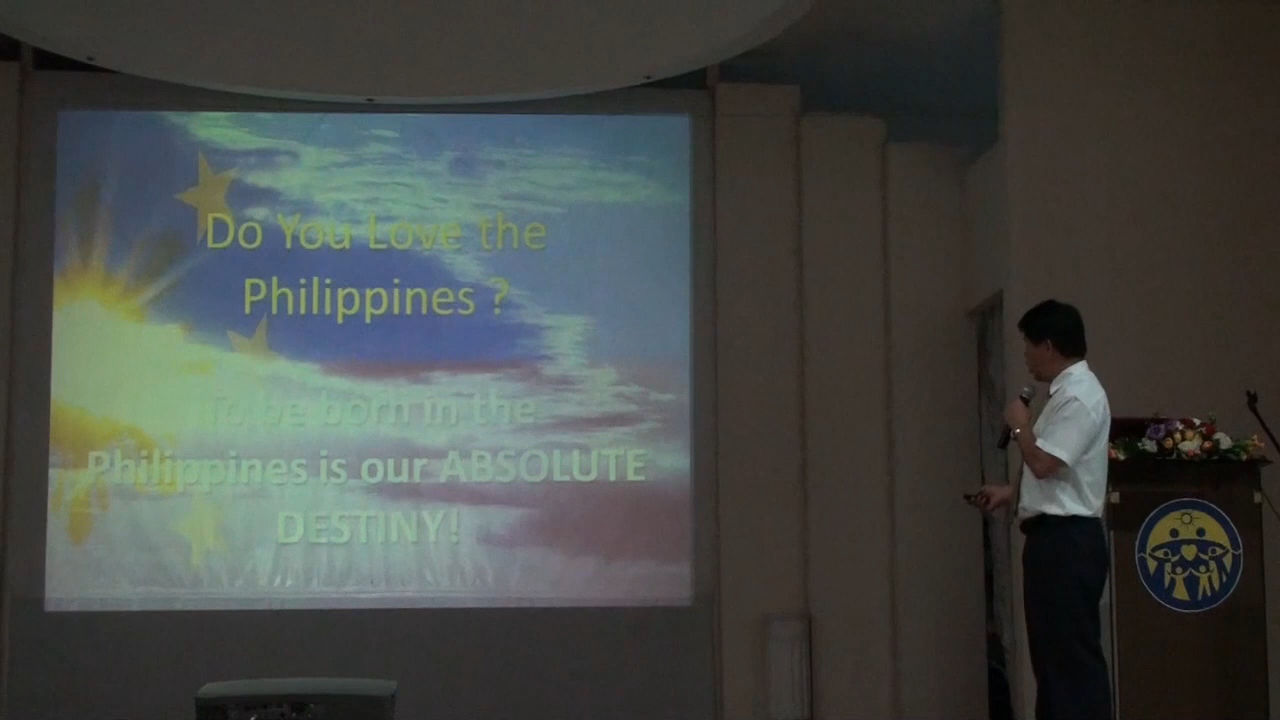 Do You Love the
Philippines ?
To be born in the
Philippines is our ABSOLUTE
DESTINY!